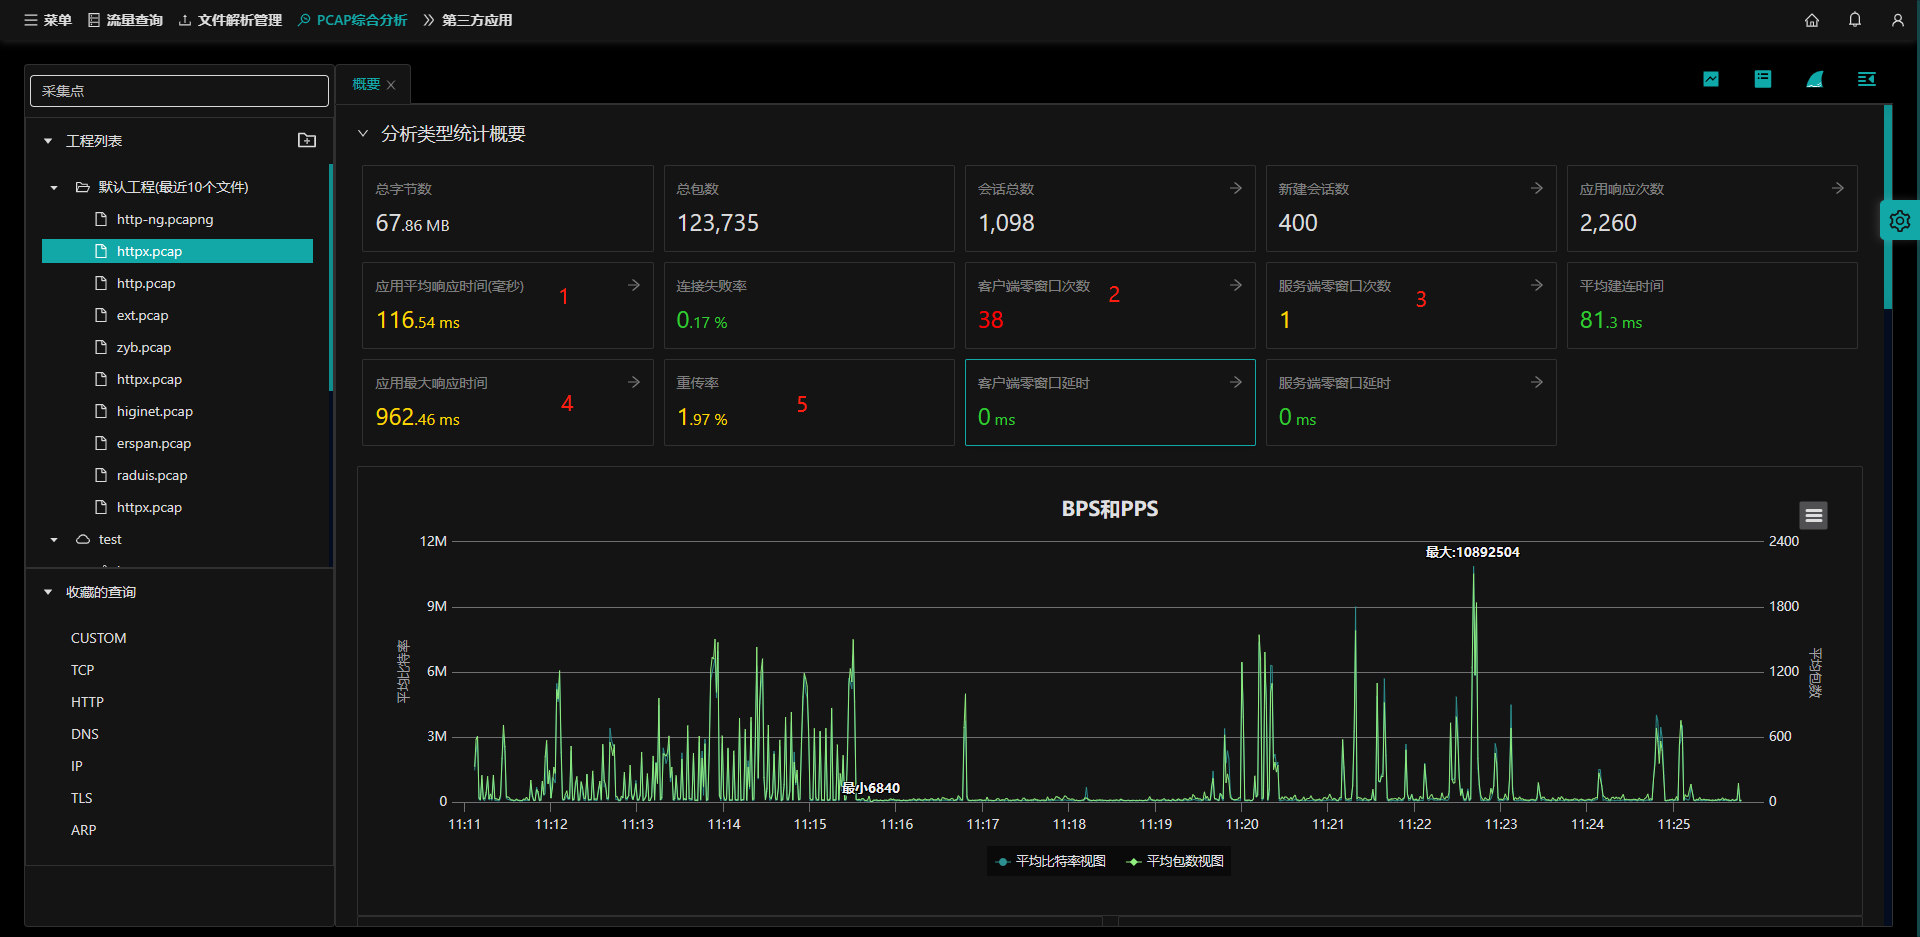 菜单 流量查询 文件解析管理 PCAP综合分析 第三方应用
采集点
工程列表
默认工程(最近10个文件)
http-ng.pcapng
httpx.pcap
http.pcap
ext.pcap
zyb.pcap
httpx.pcap
higinet.pcap
erspan.pcap
raduis.pcap
httpx.pcap
test
收藏的查询
CUSTOM
TCP
HTTP
DNS
IP
TLS
ARP
概要
分析类型统计概要
总字节数
67.86 MB
总包数
123,735
会话总数
1,098
新建会话数
400
应用响应次数
2,260
应用平均响应时间(毫秒)
116.54 ms
1
连接失败率
0.17 %
客户端零窗口次数
38
2
服务端零窗口次数
1
3
平均建连时间
81.3 ms
应用最大响应时间
962.46 ms
4
重传率
1.97 %
5
客户端零窗口延时
0 ms
服务端零窗口延时
0 ms
BPS和PPS
12M
9M
6M
3M
0
平均比特率
最大:10892504
最小6840
2400
1800
1200
600
0
平均包数
11:11 11:12 11:13 11:14 11:15 11:16 11:17 11:18 11:19 11:20 11:21 11:22 11:23 11:24 11:25
平均比特率视图 平均包数视图